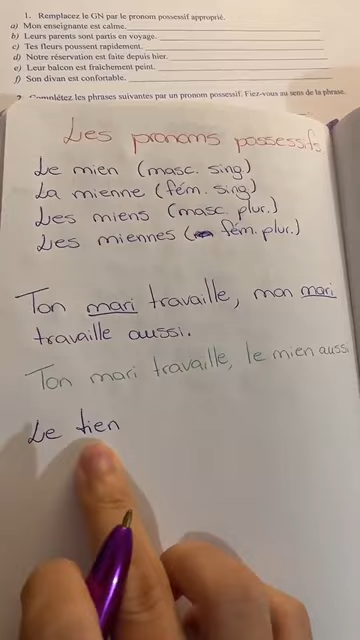 1. Remplacez le GN par le pronom possessif approprié.
a) Mon enseignante est calme.
b) Leurs parents sont partis en voyage.
c) Tes fleurs poussent rapidement.
d) Notre réservation est faite depuis hier.
e) Leur balcon est fraîchement peint.
f) Son divan est confortable.
complétez les phrases suivantes par un pronom possessif. Fiez-vous au sens de la phrase.
Les pronoms possessifs
Le mien (masc. sing)
La mienne (fém. sing)
Les miens (masc. plur.)
Les miennes (fém. plur.)
Ton mari travaille, mon mari
travaille aussi.
Ton mari travaille, le mien aussi
Le tien